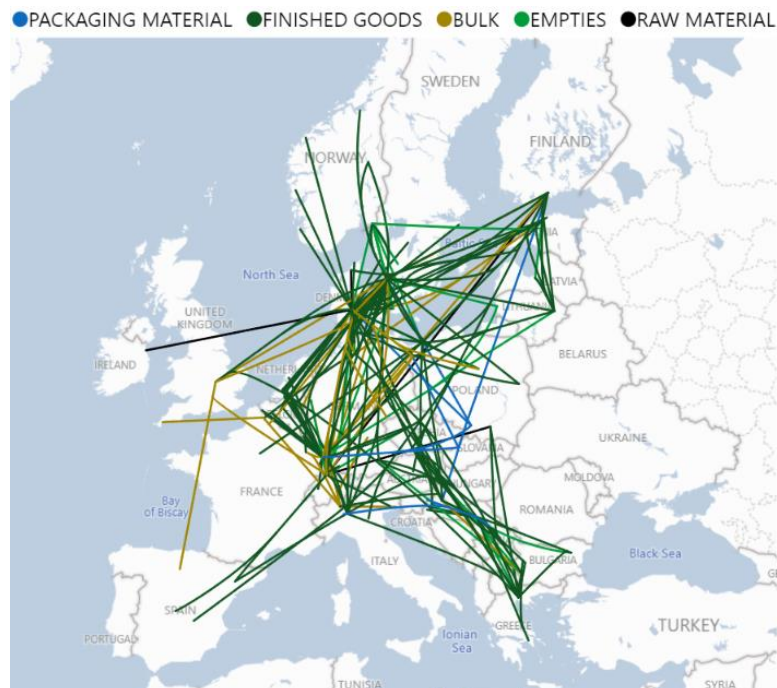 PACKAGING MATERIAL FINISHED GOODS BULK EMPTIES RAW MATERIAL
SWEDEN
FINLAND
NORWAY
North Sea
UNITED
KINGDOM
IRELAND
LATVIA
BELARUS
POLAND
UKRAINE
SLOVAKIA
FRANCE
HUNGARY
MOLDOVA
Bay
of Biscay
CROATIA
ROMANIA
ITALY
BULGARIA
Black Sea
SPAIN
PORTUGAL
GREECE
TURKEY
Ionian
Sea
TUNISIA
SYRIA